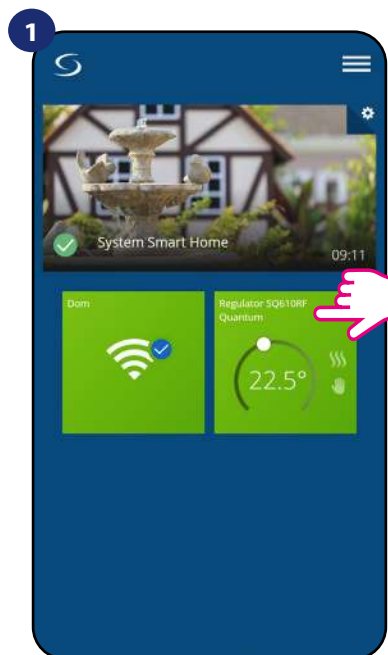 1
System Smart Home
09:11
Dom
Regulator SQ610RF
Quantum
22.5°